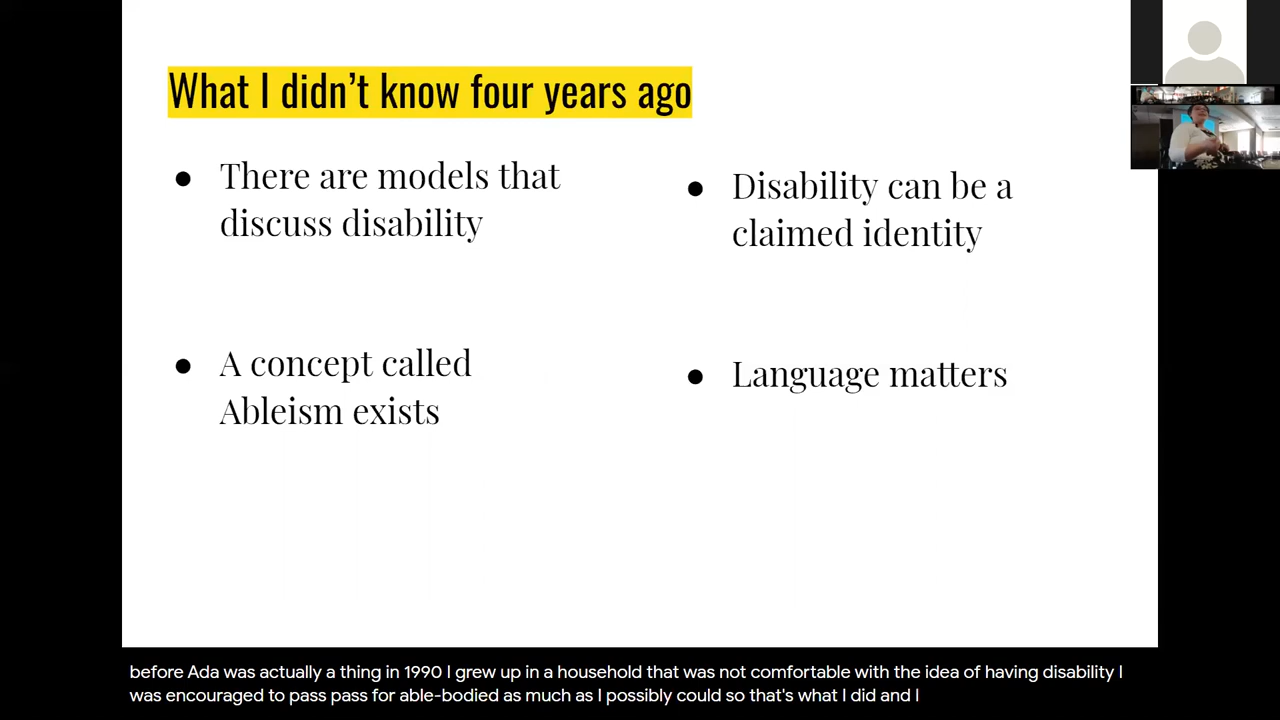 What I didn't know four years ago
● There are models that
discuss disability
● A concept called
Ableism exists
● Disability can be a
claimed identity
● Language matters
before Ada was actually a thing in 1990 I grew up in a household that was not comfortable with the idea of having disability I
was encouraged to pass pass for able-bodied as much as I possibly could so that's what I did and I